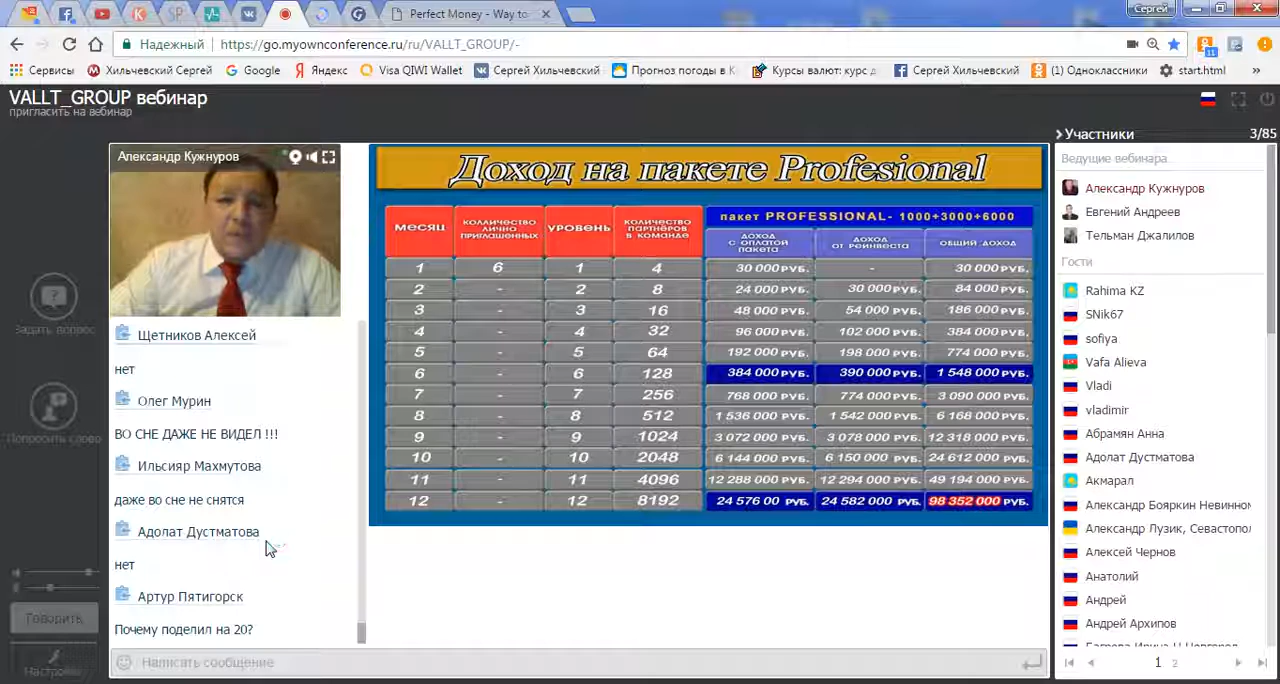 Сергей
Perfect Money - Way to
Надежный
https://go.myownconference.ru/ru/VALLT_GROUP/-
Сервисы
Хильчевский Сергей
Google
Яндекс
Visa QIWI Wallet
Сергей Хильчевский
Прогноз погоды в К
Курсы валют: курс д
Сергей Хильчевский
(1) Одноклассники
start.html
VALLT_GROUP вебинар
пригласить на вебинар
Задать вопрос
Попросить слово
Говорить
Настройки
Александр Кужнуров
Щетников Алексей
нет
Олег Мурин
ВО СНЕ ДАЖЕ НЕ ВИДЕЛ !!!
Ильсияр Махмутова
даже во сне не снятся
Адолат Дустматова
нет
Артур Пятигорск
Почему поделил на 20?
Написать сообщение
Доход на пакете Profesional
месяц
колличество лично приглашенных
уровень
количество партнёров в команде
пакет PROFESSIONAL- 1000+3000+6000
доход с оплатой пакета
доход от реинвеста
общий доход
1 6 1 4 30 000 РУБ. - 30 000 РУБ.
2 - 2 8 24 000 РУБ. 30 000 РУБ. 84 000 РУБ.
3 - 3 16 48 000 РУБ. 54 000 РУБ. 186 000 РУБ.
4 - 4 32 96 000 РУБ. 102 000 РУБ. 384 000 РУБ.
5 - 5 64 192 000 РУБ. 198 000 РУБ. 774 000 РУБ.
6 - 6 128 384 000 РУБ. 390 000 РУБ. 1 548 000 РУБ.
7 - 7 256 768 000 РУБ. 774 000 РУБ. 3 090 000 РУБ.
8 - 8 512 1 536 000 РУБ. 1 542 000 РУБ. 6 168 000 РУБ.
9 - 9 1024 3 072 000 РУБ. 3 078 000 РУБ. 12 318 000 РУБ.
10 - 10 2048 6 144 000 РУБ. 6 150 000 РУБ. 24 612 000 РУБ.
11 - 11 4096 12 288 000 РУБ. 12 294 000 РУБ. 49 194 000 РУБ.
12 - 12 8192 24 576 00 РУБ. 24 582 000 РУБ. 98 352 000 РУБ.
Участники 3/85
Ведущие вебинара...
Александр Кужнуров
Евгений Андреев
Тельман Джалилов
Гости
Rahima KZ
SNik67
sofiya
Vafa Alieva
Vladi
vladimir
Абрамян Анна
Адолат Дустматова
Акмарал
Александр Бояркин Невинном
Александр Лузик, Севастопол
Алексей Чернов
Анатолий
Андрей
Андрей Архипов
1 2